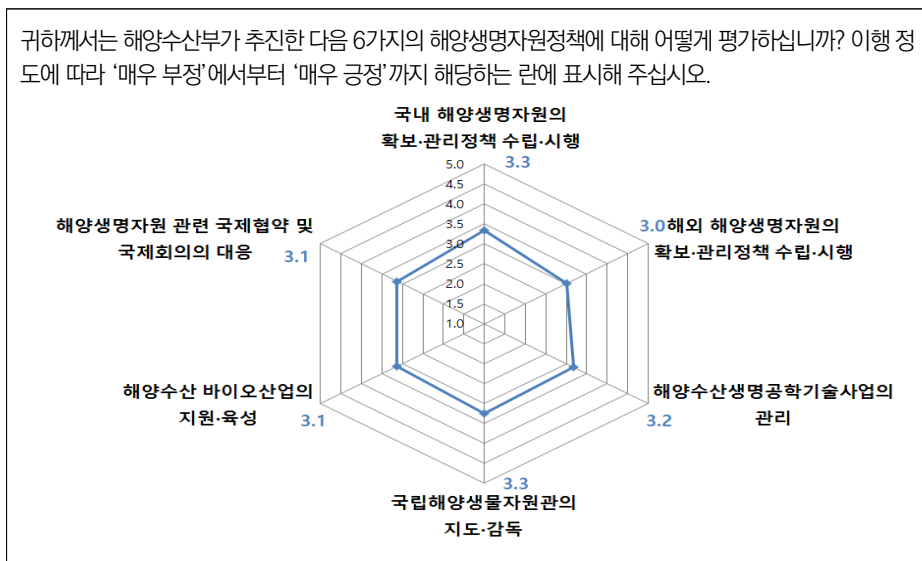 귀하께서는 해양수산부가 추진한 다음 6가지의 해양생명자원정책에 대해 어떻게 평가하십니까? 이행 정
도에 따라 ‘매우 부정’에서부터 ‘매우 긍정’까지 해당하는 란에 표시해 주십시오.
국내 해양생명자원의
확보·관리정책 수립·시행
3.3
5.0
4.5
4.0
3.5
3.0
2.5
2.0
1.5
1.0
3.0
해외 해양생명자원의
확보·관리정책 수립·시행
해양수산생명공학기술사업의
관리
3.2
3.3
국립해양생물자원관의
지도·감독
해양수산 바이오산업의
지원·육성
3.1
해양생명자원 관련 국제협약 및
국제회의의 대응
3.1